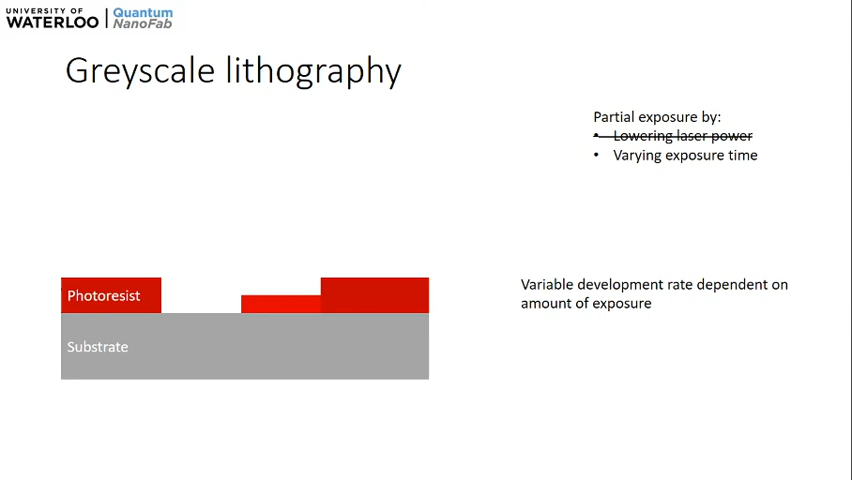 UNIVERSITY OF
WATERLOO
Quantum
NanoFab
Greyscale lithography
Partial exposure by:
• Lowering laser power
• Varying exposure time
Photoresist
Variable development rate dependent on
amount of exposure
Substrate